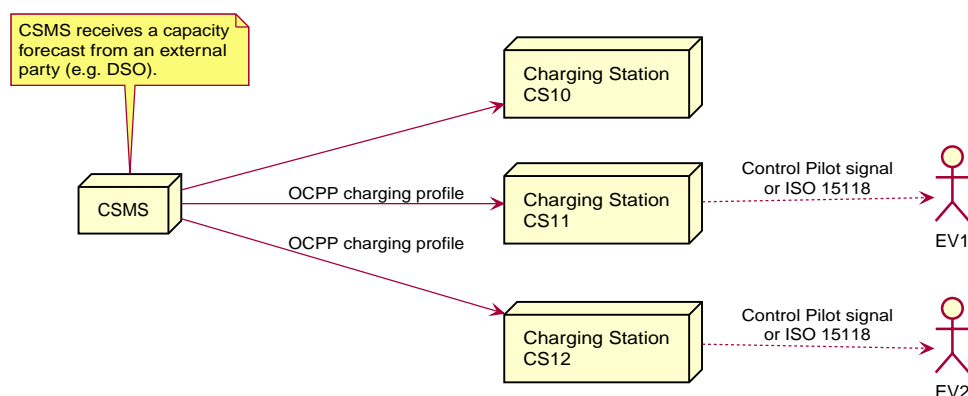 CSMS receives a capacity
forecast from an external
party (e.g. DSO).
Charging Station
CS10
CSMS
OCPP charging profile
Charging Station
CS11
Control Pilot signal
or ISO 15118
EV1
OCPP charging profile
Charging Station
CS12
Control Pilot signal
or ISO 15118
EV2